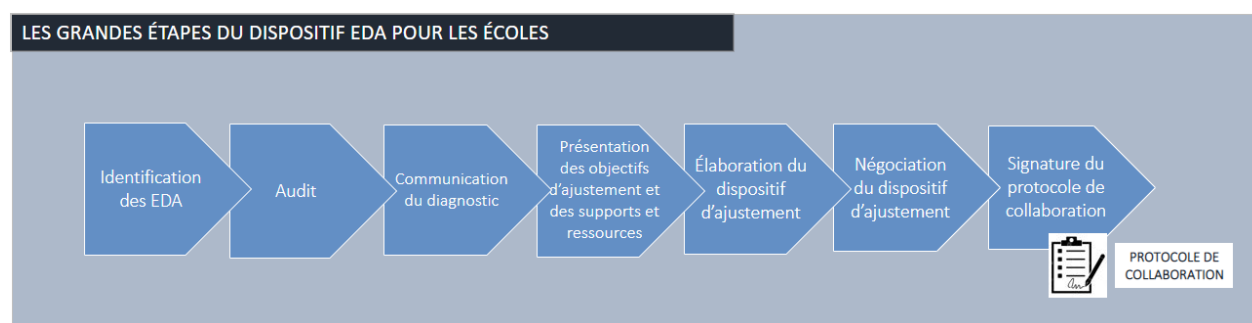 LES GRANDES ÉTAPES DU DISPOSITIF EDA POUR LES ÉCOLES
Identification
des EDA
Audit
Communication
du diagnostic
Présentation
des objectifs
d'ajustement et
des supports et
ressources
Élaboration du
dispositif
d'ajustement
Négociation
du dispositif
d'ajustement
Signature du
protocole de
collaboration
PROTOCOLE DE
COLLABORATION